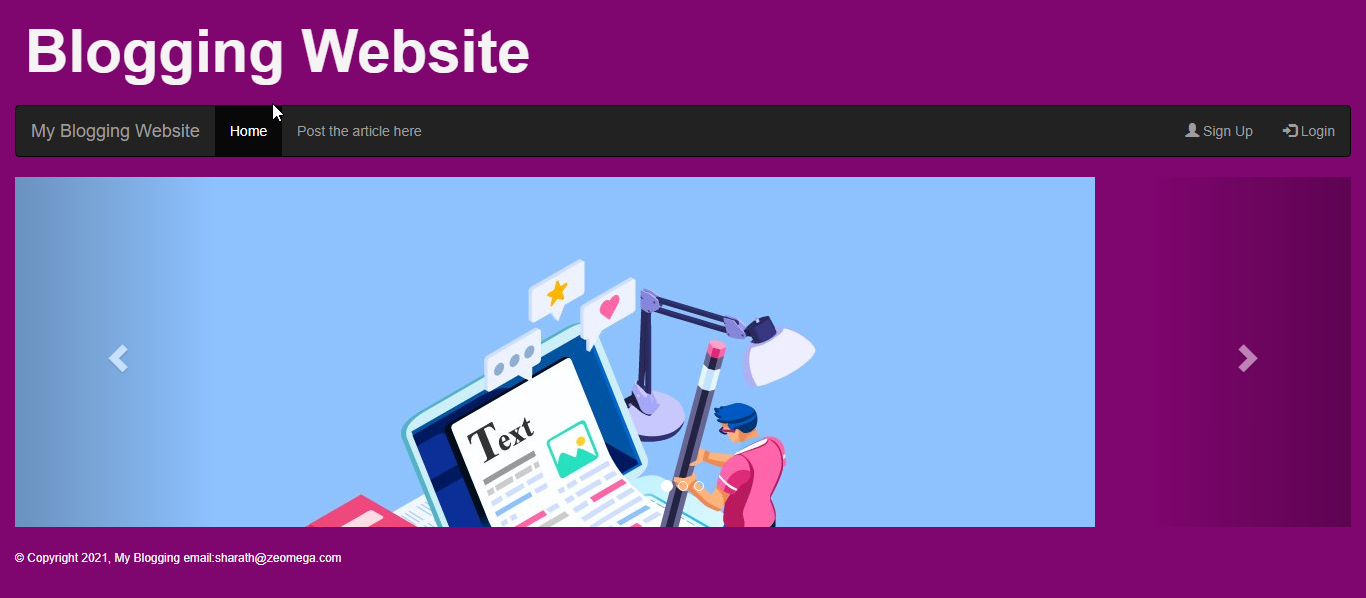 Blogging Website
My Blogging Website Home Post the article here Sign Up Login
Text
© Copyright 2021, My Blogging email:sharath@zeomega.com